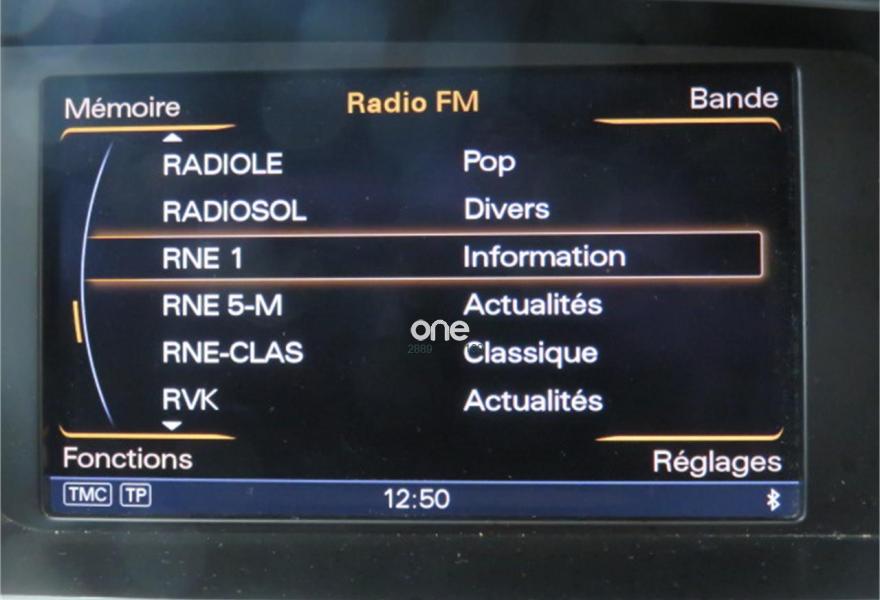 Mémoire Radio FM Bande
RADIOLE Pop
RADIOSOL Divers
RNE 1 Information
RNE 5-M Actualités
one
2889
RNE-CLAS Classique
RVK Actualités
Fonctions Réglages
TMC TP 12:50